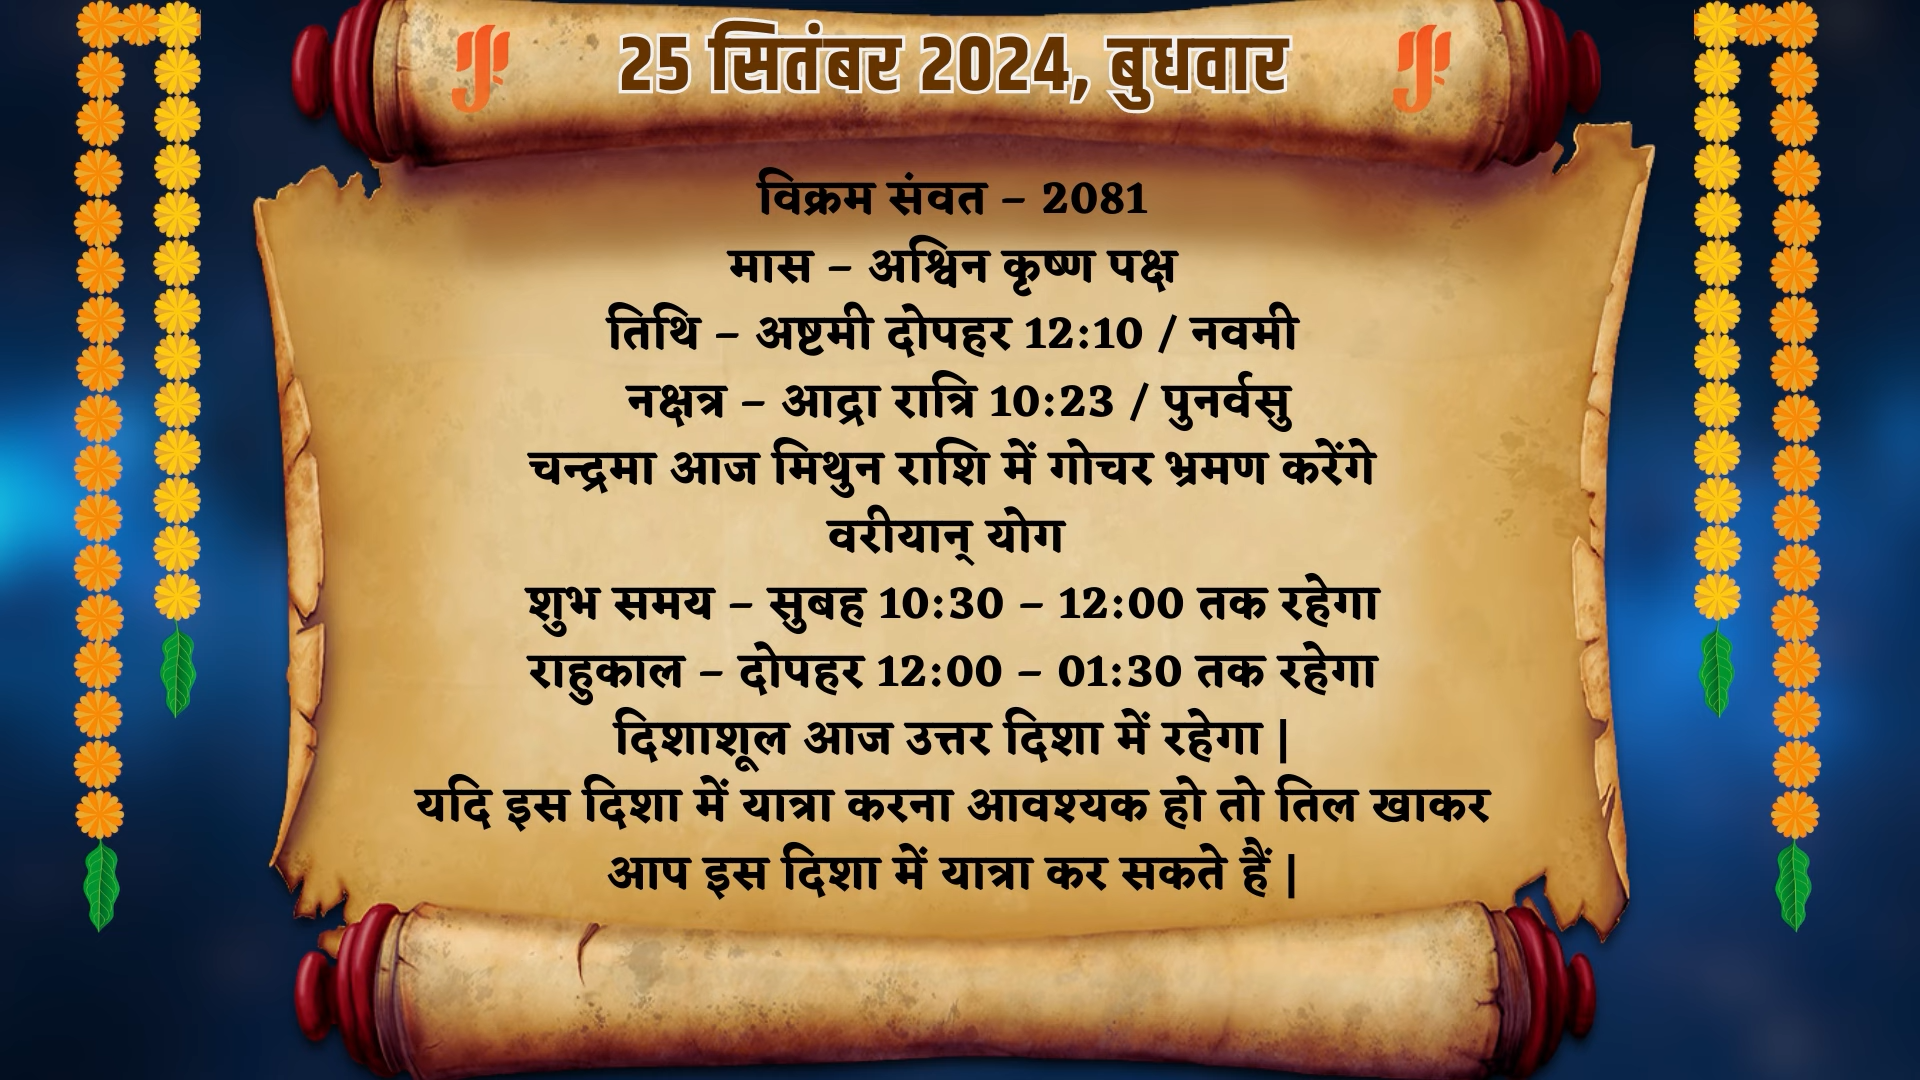 25 सितंबर 2024, बुधवार
विक्रम संवत – 2081
मास – अश्विन कृष्ण पक्ष
तिथि – अष्टमी दोपहर 12:10 / नवमी
नक्षत्र – आद्रा रात्रि 10:23 / पुनर्वसु
चन्द्रमा आज मिथुन राशि में गोचर भ्रमण करेंगे
वरीयान् योग
शुभ समय – सुबह 10:30 – 12:00 तक रहेगा
राहुकाल – दोपहर 12:00 – 01:30 तक रहेगा
दिशाशूल आज उत्तर दिशा में रहेगा |
यदि इस दिशा में यात्रा करना आवश्यक हो तो तिल खाकर
आप इस दिशा में यात्रा कर सकते हैं |